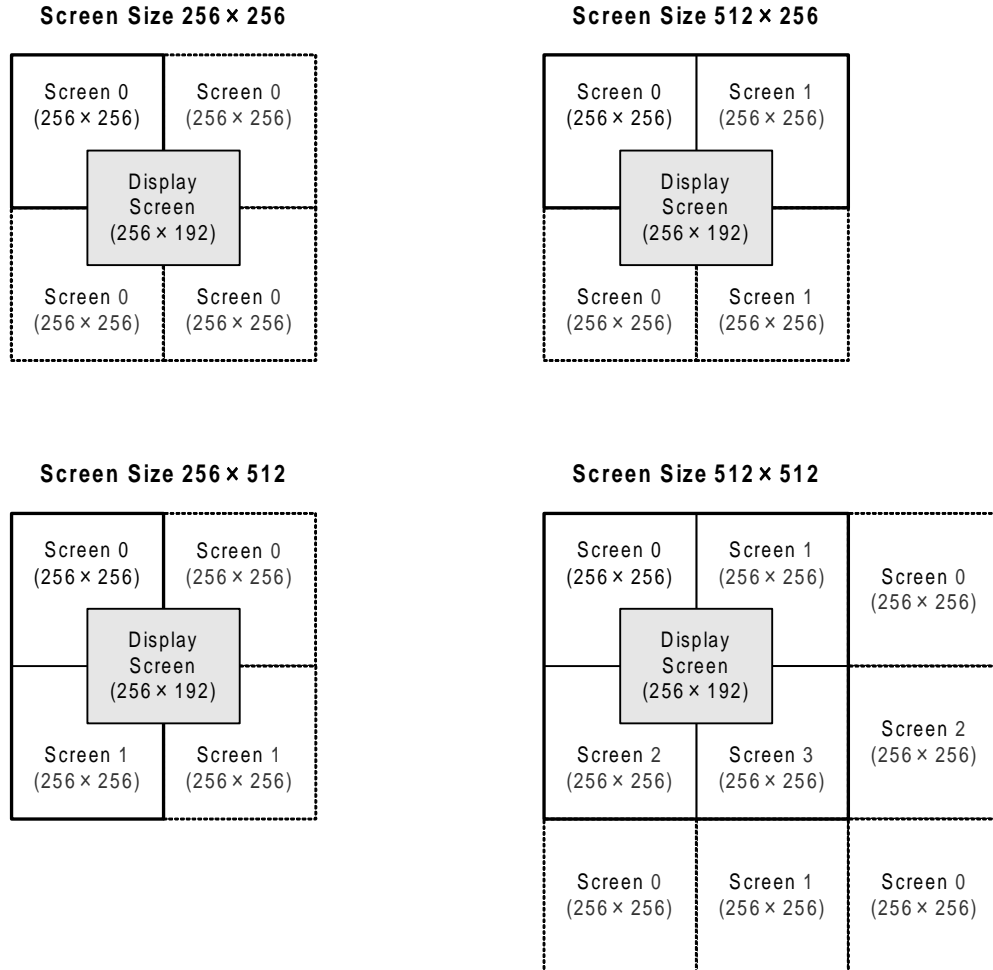 Screen Size 256 × 256
Screen 0
(256 × 256)
Screen 0
(256 × 256)
Display
Screen
(256 × 192)
Screen 0
(256 × 256)
Screen 0
(256 × 256)
Screen Size 512 × 256
Screen 0
(256 × 256)
Screen 1
(256 × 256)
Display
Screen
(256 × 192)
Screen 0
(256 × 256)
Screen 1
(256 × 256)
Screen Size 256 × 512
Screen 0
(256 × 256)
Screen 0
(256 × 256)
Display
Screen
(256 × 192)
Screen 1
(256 × 256)
Screen 1
(256 × 256)
Screen Size 512 × 512
Screen 0
(256 × 256)
Screen 1
(256 × 256)
Screen 0
(256 × 256)
Display
Screen
(256 × 192)
Screen 2
(256 × 256)
Screen 3
(256 × 256)
Screen 2
(256 × 256)
Screen 0
(256 × 256)
Screen 1
(256 × 256)
Screen 0
(256 × 256)